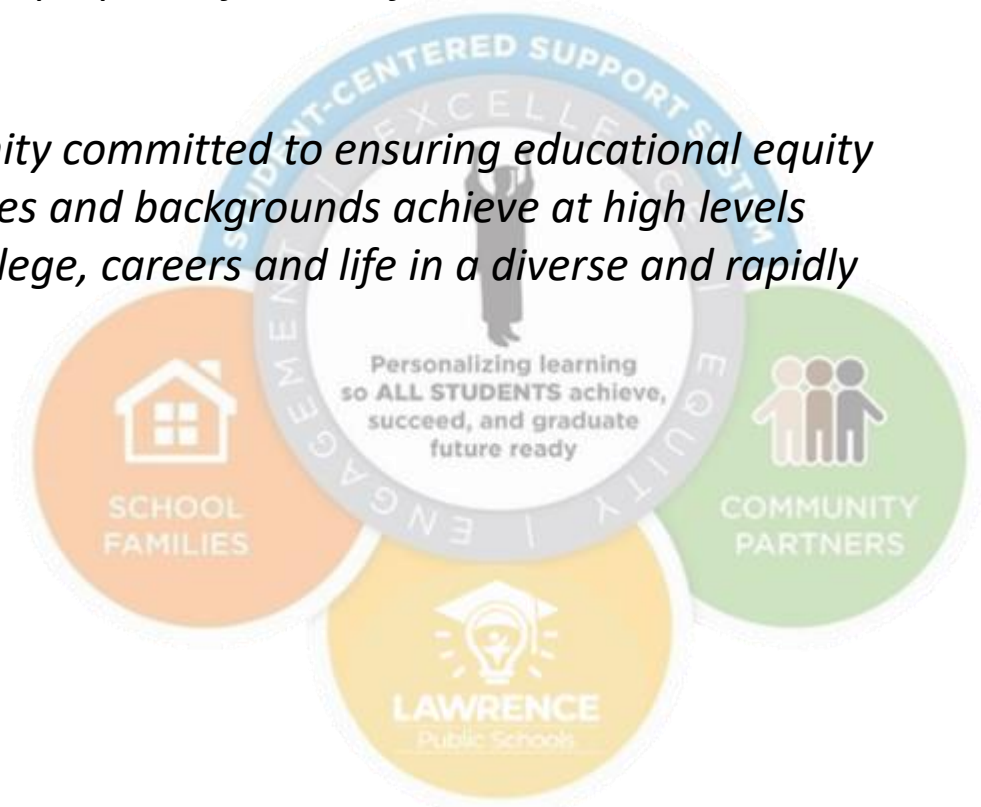 STUDENT-CENTERED SUPPORT SYSTEM
EXCELLENCE | EQUITY | ENGAGEMENT |
ity committed to ensuring educational equity
es and backgrounds achieve at high levels
lege, careers and life in a diverse and rapidly
Personalizing learning
so ALL STUDENTS achieve,
succeed, and graduate
future ready
SCHOOL
FAMILIES
COMMUNITY
PARTNERS
LAWRENCE
Public Schools